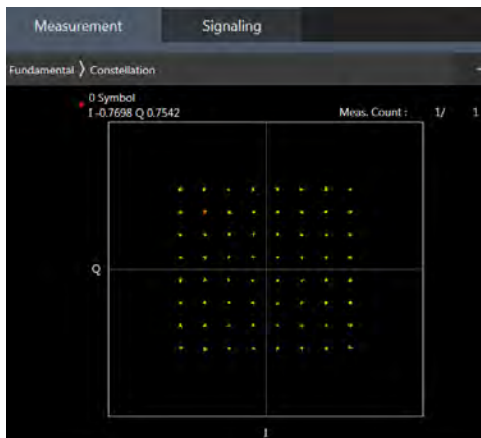 Measurement Signaling
Fundamental 〉 Constellation
0 Symbol
I -0.7698 Q 0.7542 Meas. Count : 1/ 1
Q
I